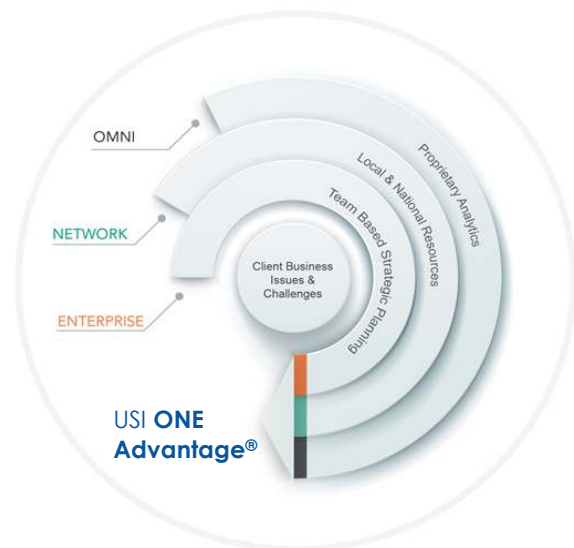 OMNI
NETWORK
ENTERPRISE
Proprietary Analytics
Local & National Resources
Team Based Strategic Planning
Client Business
Issues &
Challenges
USI ONE
Advantage®